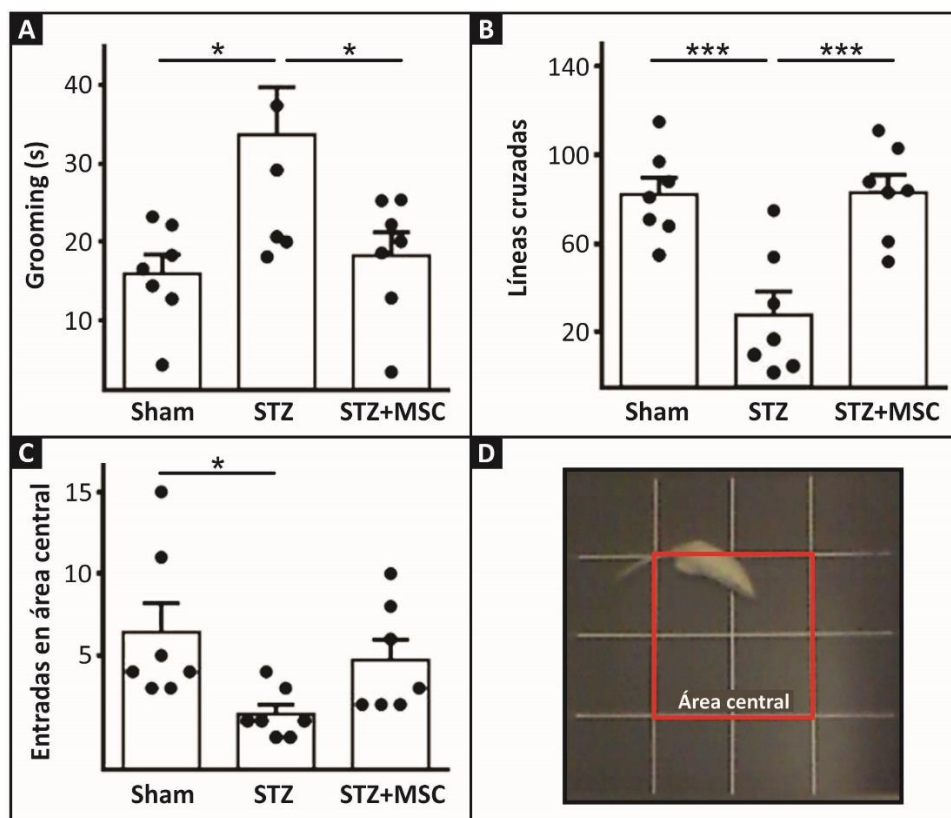 A
* *
Grooming (s)
40
30
20
10
Sham STZ STZ+MSC
B
*** ***
Líneas cruzadas
140
100
60
20
Sham STZ STZ+MSC
C
*
Entradas en área central
15
10
5
Sham STZ STZ+MSC
D
Área central